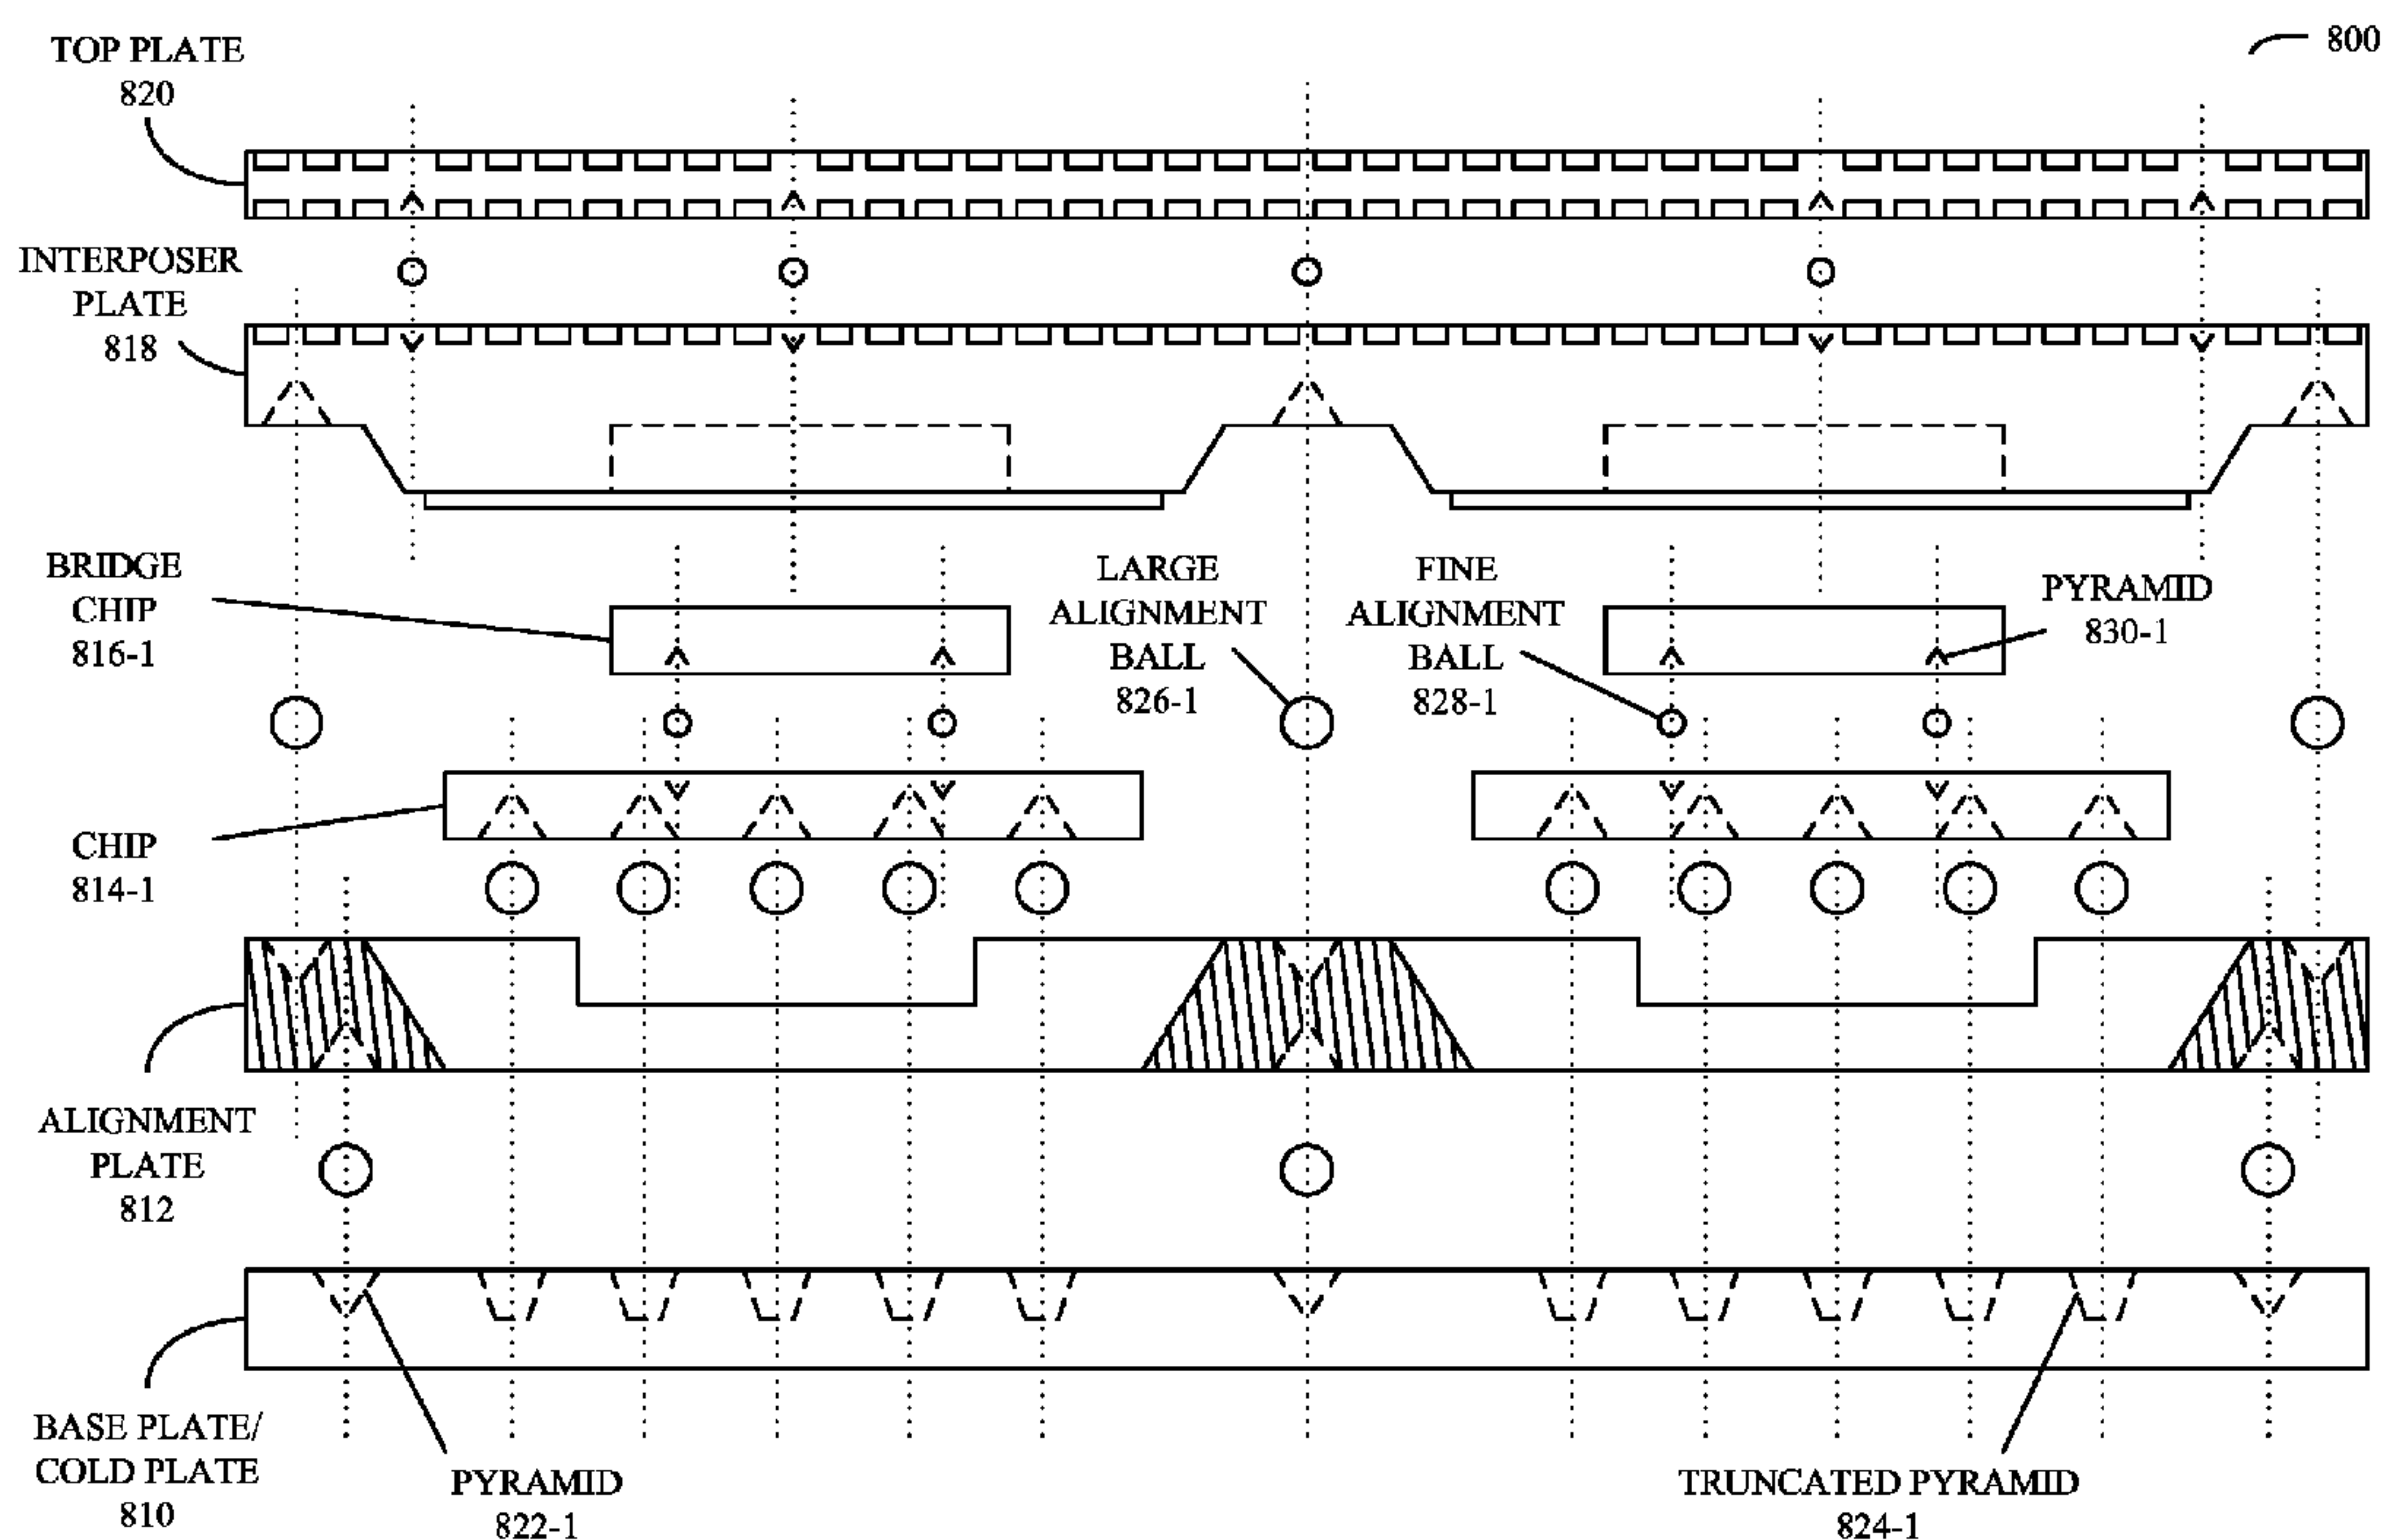 800
TOP PLATE
820
INTERPOSER
PLATE
818
BRIDGE
CHIP
816-1
LARGE
ALIGNMENT
BALL
826-1
FINE
ALIGNMENT
BALL
828-1
PYRAMID
830-1
CHIP
814-1
ALIGNMENT
PLATE
812
BASE PLATE/
COLD PLATE
810
PYRAMID
822-1
TRUNCATED PYRAMID
824-1